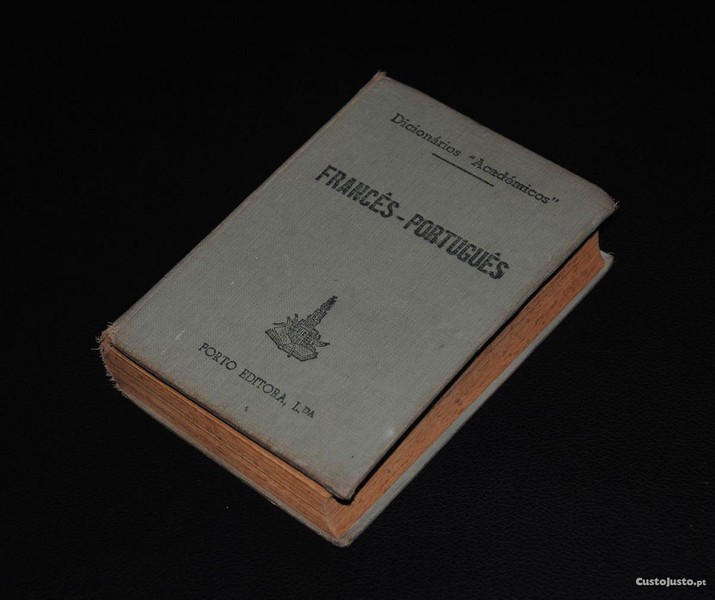 Dicionários "Académicos"
FRANCÊS-PORTUGUÊS
PORTO EDITORA, L.DA
CustoJusto.pt